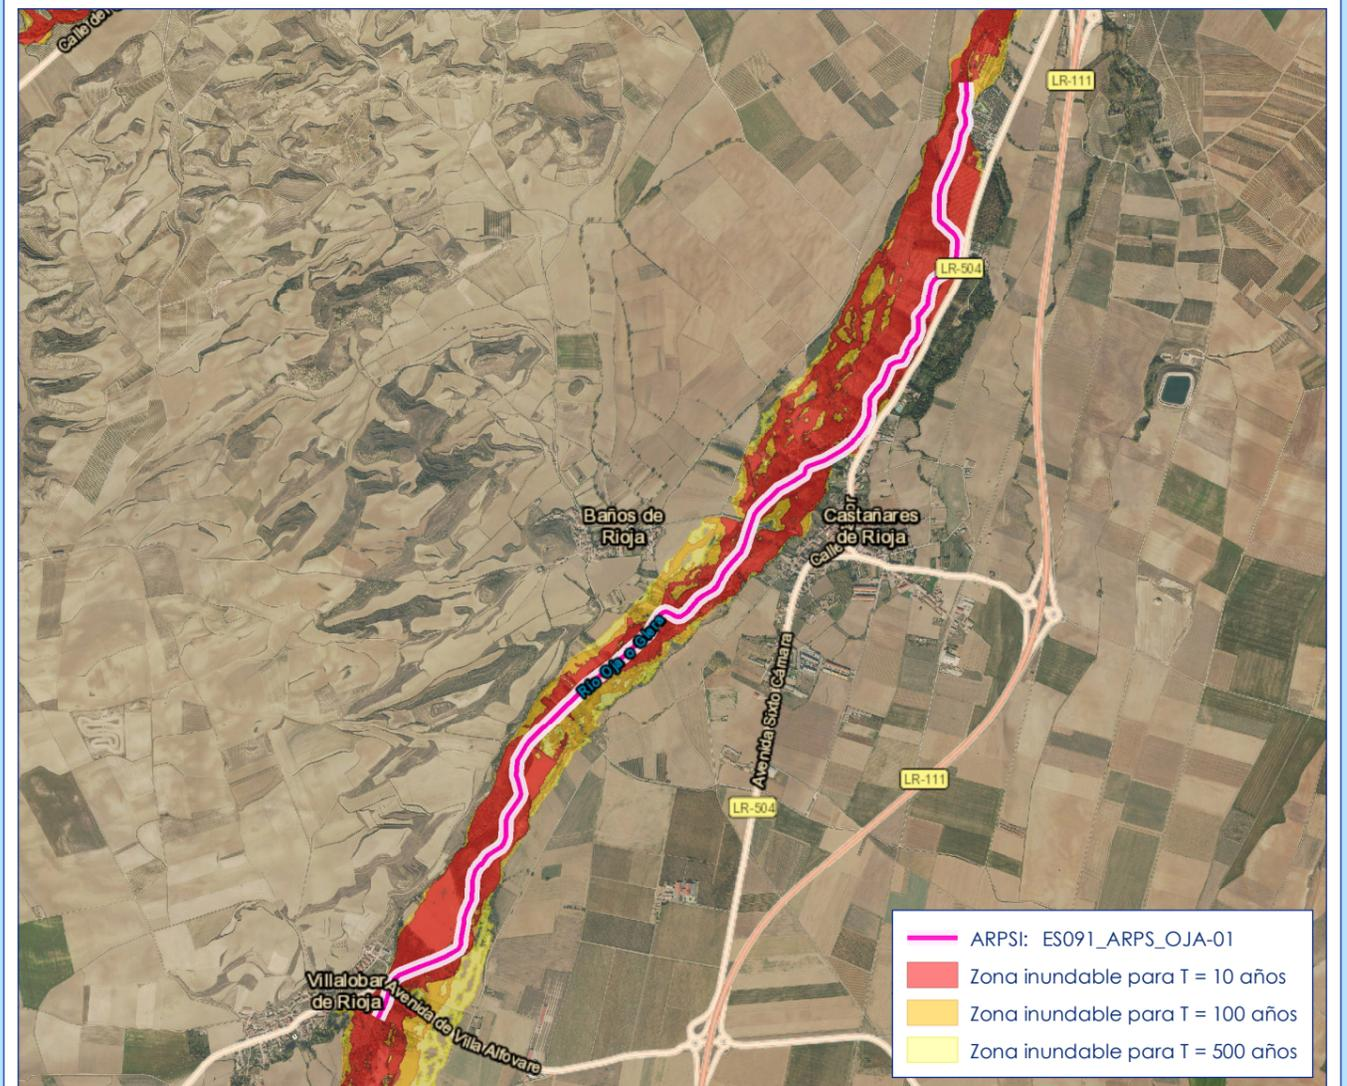 Calle de
LR-111
LR-504
Baños de
Rioja
Castañares
de Rioja
Calle
Río Oja o Glera
Avenida Sixto Cámara
LR-111
LR-504
Villalobar
de Rioja
Avenida de Villa Alfovare
ARPSI: ES091_ARPS_OJA-01
Zona inundable para T = 10 años
Zona inundable para T = 100 años
Zona inundable para T = 500 años